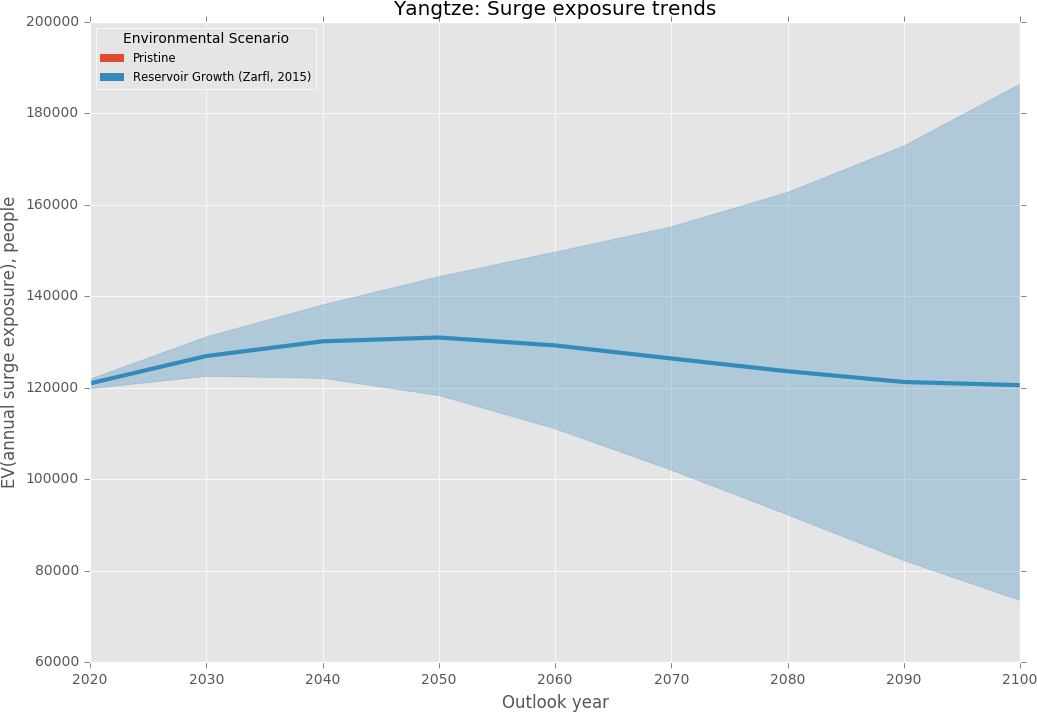 Yangtze: Surge exposure trends
200000
180000
160000
140000
120000
100000
80000
60000
EV(annual surge exposure), people
Environmental Scenario
Pristine
Reservoir Growth (Zarfl, 2015)
2020 2030 2040 2050 2060 2070 2080 2090 2100
Outlook year